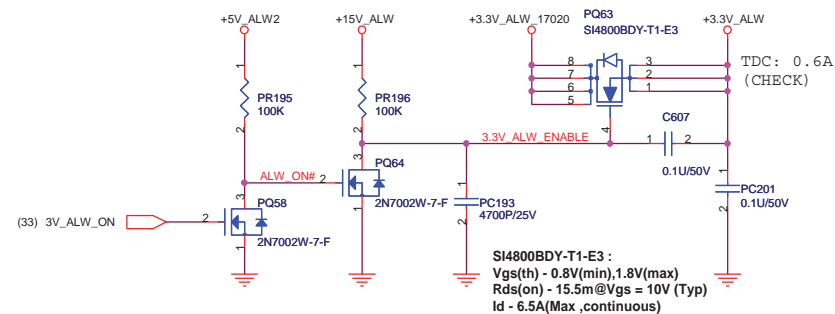 +5V_ALW2
+15V_ALW
+3.3V_ALW_17020
PQ63
SI4800BDY-T1-E3
+3.3V_ALW
TDC: 0.6A
(CHECK)
8
7
6
5
3
2
1
4
1
PR195
100K
2
1
PR196
100K
2
3.3V_ALW_ENABLE
C607
1
2
0.1U/50V
ALW_ON#
2
3
PQ64
1
2N7002W-7-F
1
PC193
4700P/25V
2
1
PC201
0.1U/50V
2
(33) 3V_ALW_ON
2
3
PQ58
1
2N7002W-7-F
SI4800BDY-T1-E3 :
Vgs(th) - 0.8V(min),1.8V(max)
Rds(on) - 15.5m@Vgs = 10V (Typ)
Id - 6.5A(Max ,continuous)